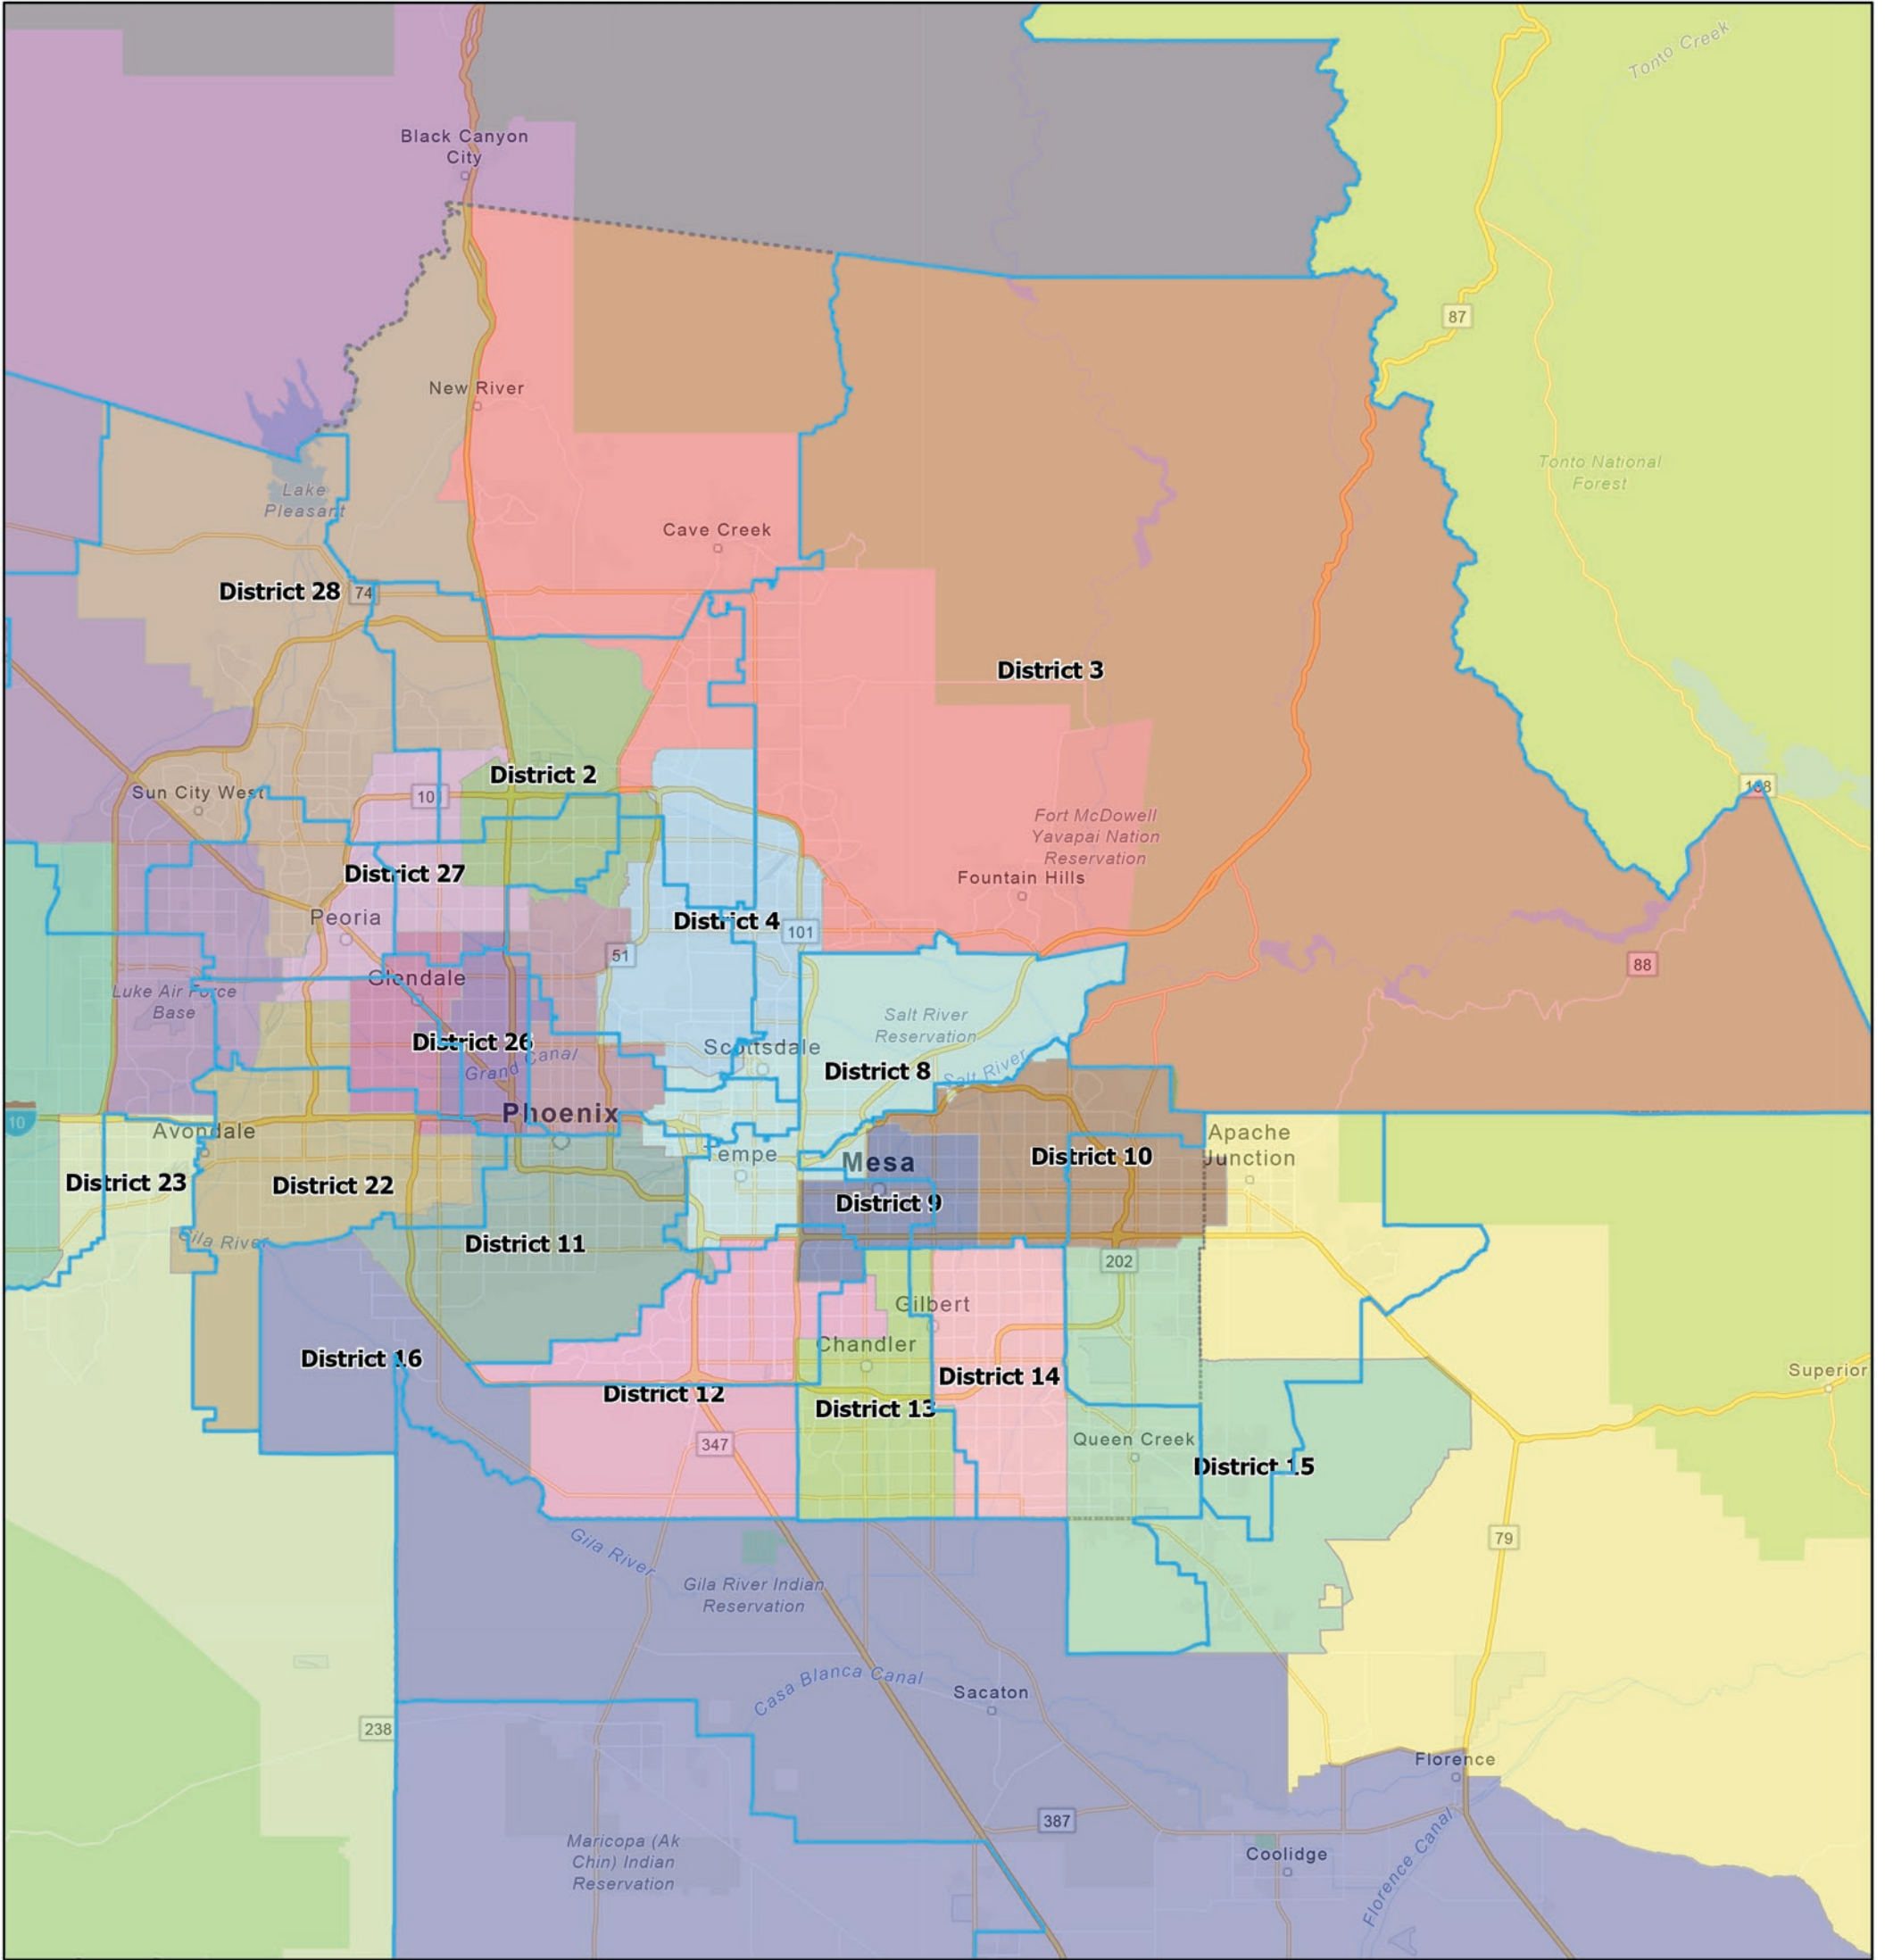 Tonto Creek
Black Canyon
City
87
New River
Tonto National
Forest
Lake
Pleasant
Cave Creek
District 28
74
District 3
District 2
Sun City West
101
188
Fort McDowell
Yavapai Nation
Reservation
District 27
Fountain Hills
Peoria
District 4
101
51
88
Glendale
Luke Air Force
Base
Salt River
Reservation
District 26
Scottsdale
Grand Canal
District 8
Salt River
Phoenix
10
Avondale
Apache
Junction
Tempe
Mesa
District 10
District 23
District 22
District 9
Gila River
District 11
202
Gilbert
Chandler
District 16
District 14
Superior
District 12
District 13
347
Queen Creek
District 15
79
Gila River
Gila River Indian
Reservation
Casa Blanca Canal
Sacaton
238
Florence
387
Maricopa (Ak
Chin) Indian
Reservation
Coolidge
Florence Canal